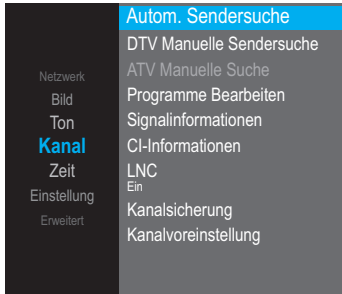 Netzwerk
Bild
Ton
Kanal
Zeit
Einstellung
Erweitert
Autom. Sendersuche
DTV Manuelle Sendersuche
ATV Manuelle Suche
Programme Bearbeiten
Signalinformationen
CI-Informationen
LNC
Ein
Kanalsicherung
Kanalvoreinstellung